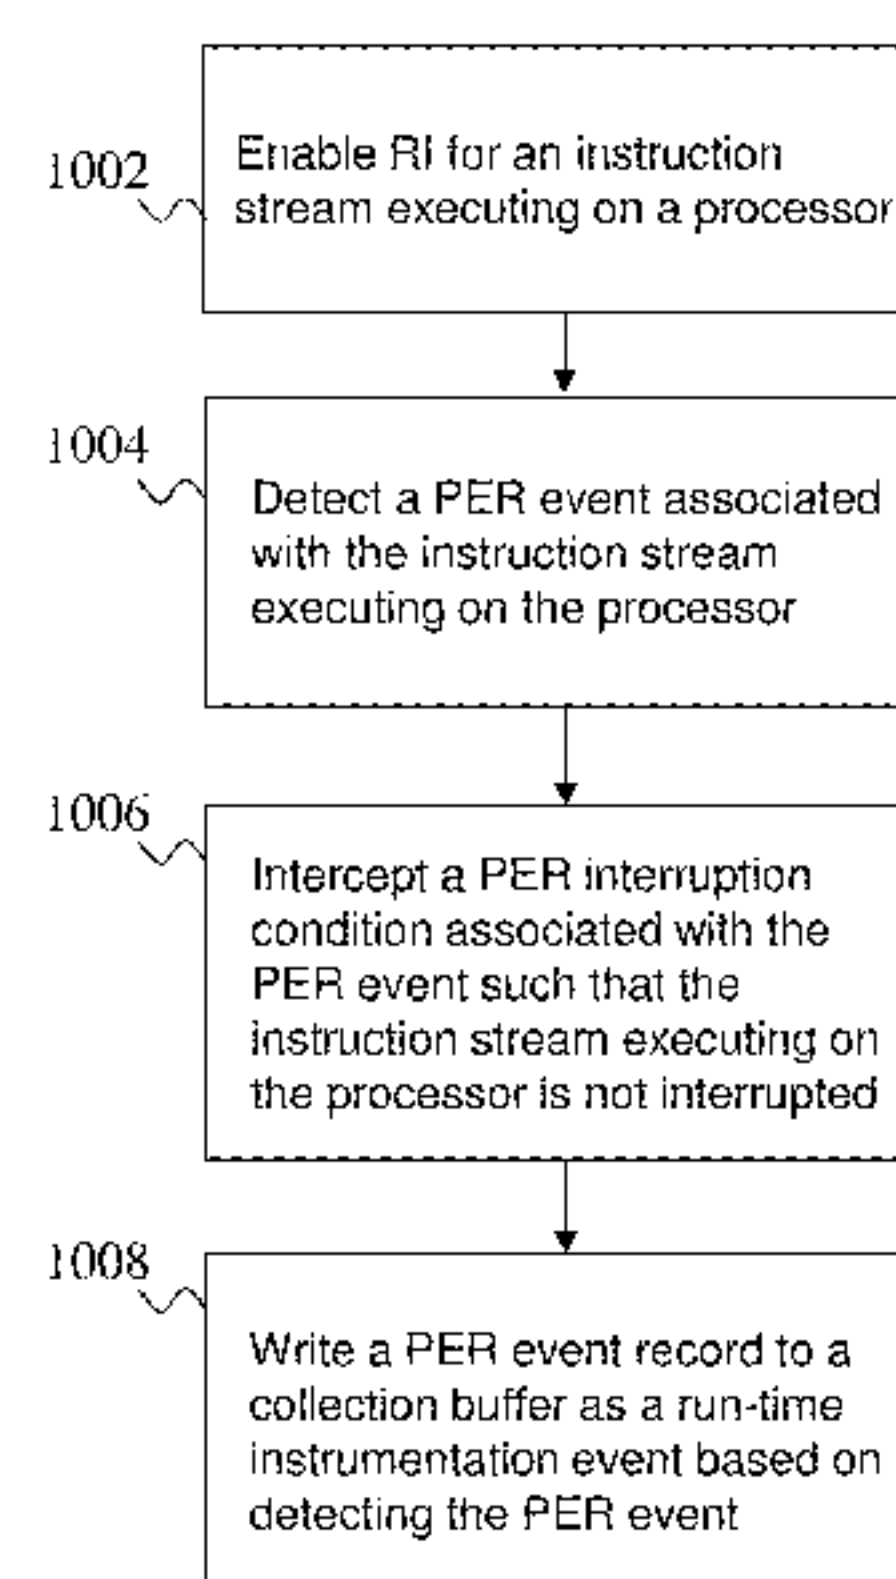 1002
Enable RI for an instruction
stream executing on a processor
1004
Detect a PER event associated
with the instruction stream
executing on the processor
1006
Intercept a PER interruption
condition associated with the
PER event such that the
instruction stream executing on
the processor is not interrupted
1008
Write a PER event record to a
collection buffer as a run-time
instrumentation event based on
detecting the PER event